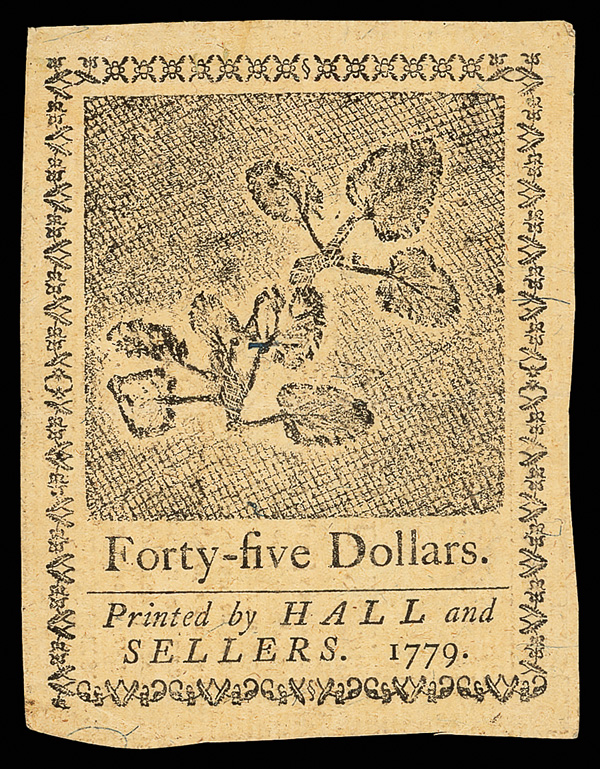 Forty-five Dollars.
Printed by HALL and
SELLERS. 1779.